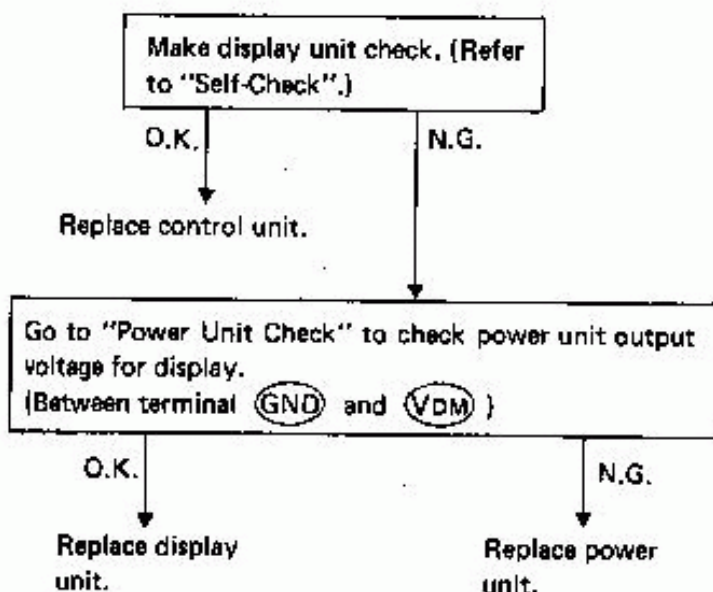 Make display unit check. (Refer
to "Self-Check".)
O.K.
N.G.
Replace control unit.
Go to "Power Unit Check" to check power unit output
voltage for display.
(Between terminal GND and VDM )
O.K.
N.G.
Replace display
unit.
Replace power
unit.